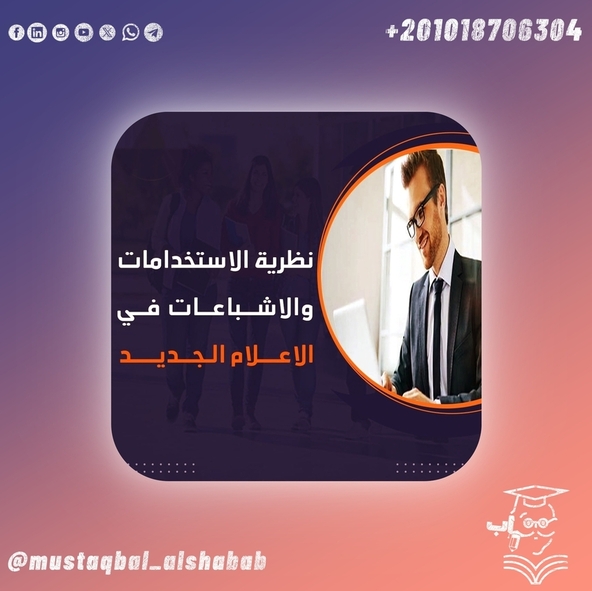 +201018706304
نظرية الاستخدامات
والاشباعات في
الاعلام الجديد
@mustaqbal_alshabab